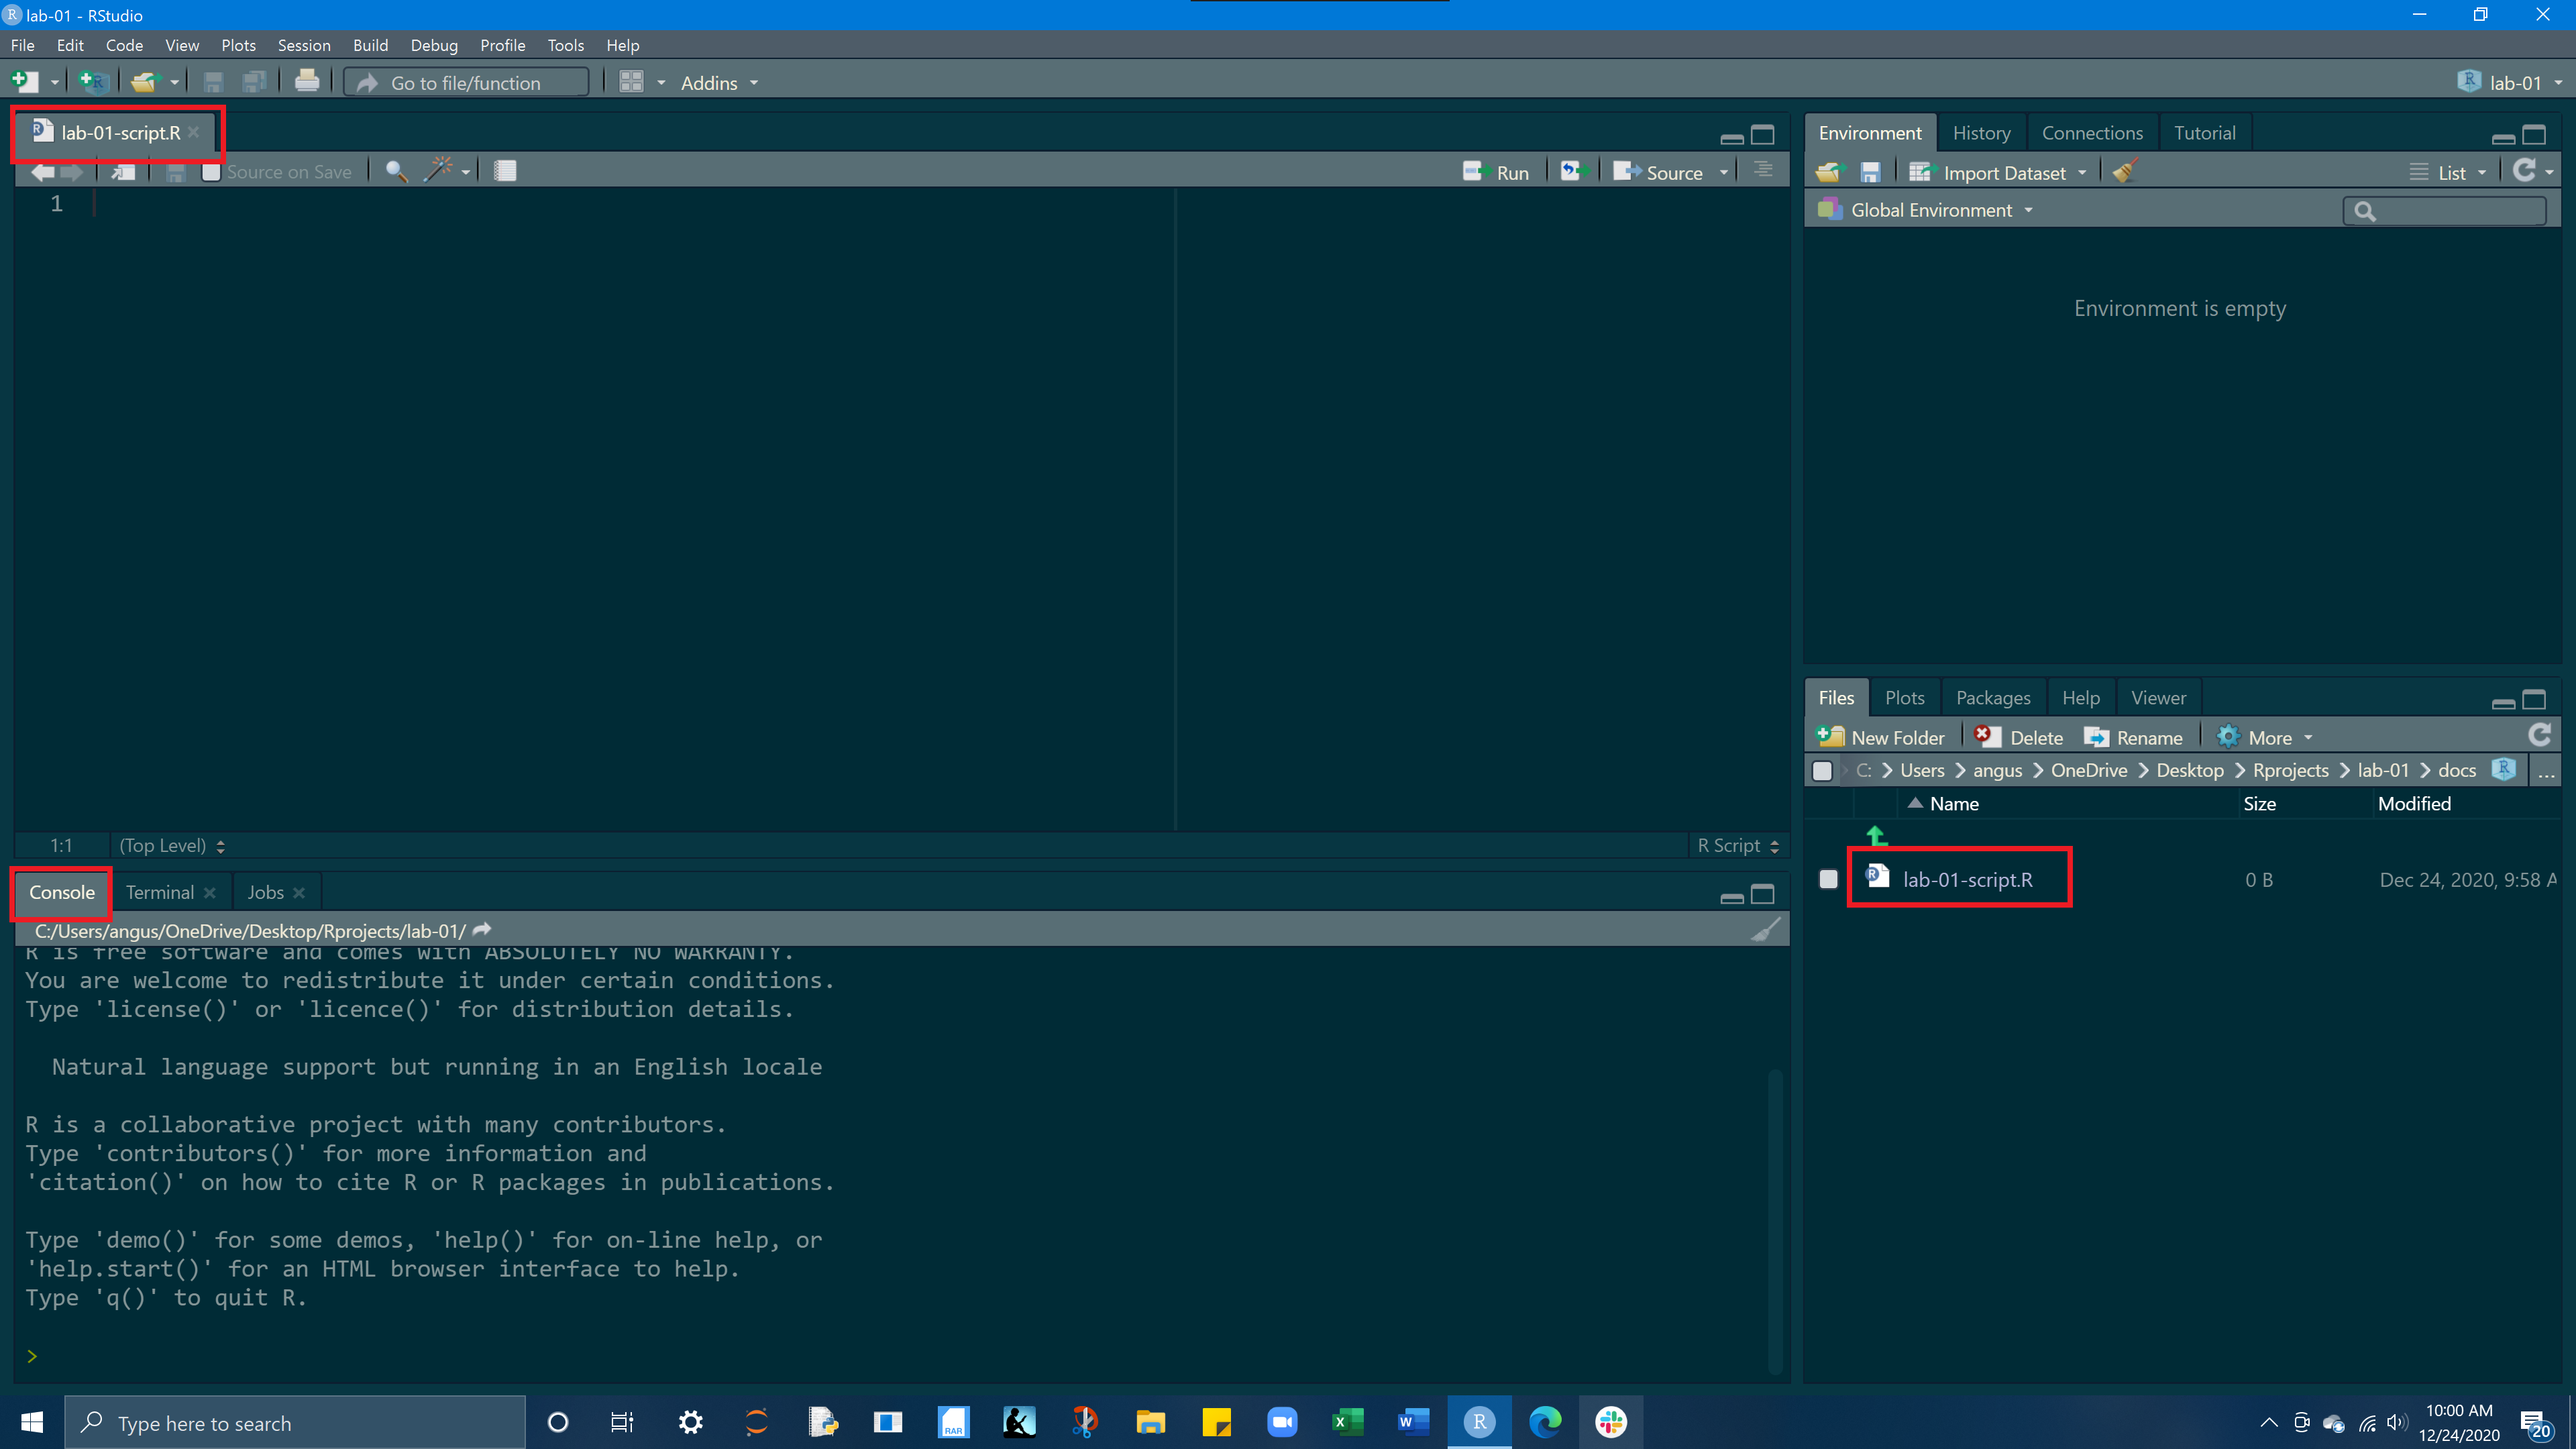 lab-01 - RStudio
File Edit Code View Plots Session Build Debug Profile Tools Help
Go to file/function Addins lab-01
lab-01-script.R
Source on Save Run Source
1
1:1 (Top Level) R Script
Console Terminal Jobs
C:/Users/angus/OneDrive/Desktop/Rprojects/lab-01/
R is free software and comes with ABSOLUTELY NO WARRANTY.
You are welcome to redistribute it under certain conditions.
Type 'license()' or 'licence()' for distribution details.
Natural language support but running in an English locale
R is a collaborative project with many contributors.
Type 'contributors()' for more information and
'citation()' on how to cite R or R packages in publications.
Type 'demo()' for some demos, 'help()' for on-line help, or
'help.start()' for an HTML browser interface to help.
Type 'q()' to quit R.
>
Environment History Connections Tutorial
Import Dataset List
Global Environment
Environment is empty
Files Plots Packages Help Viewer
New Folder Delete Rename More
C: Users angus OneDrive Desktop Rprojects lab-01 docs ...
Name Size Modified
lab-01-script.R 0 B Dec 24, 2020, 9:58 A
Type here to search
10:00 AM
12/24/2020
20